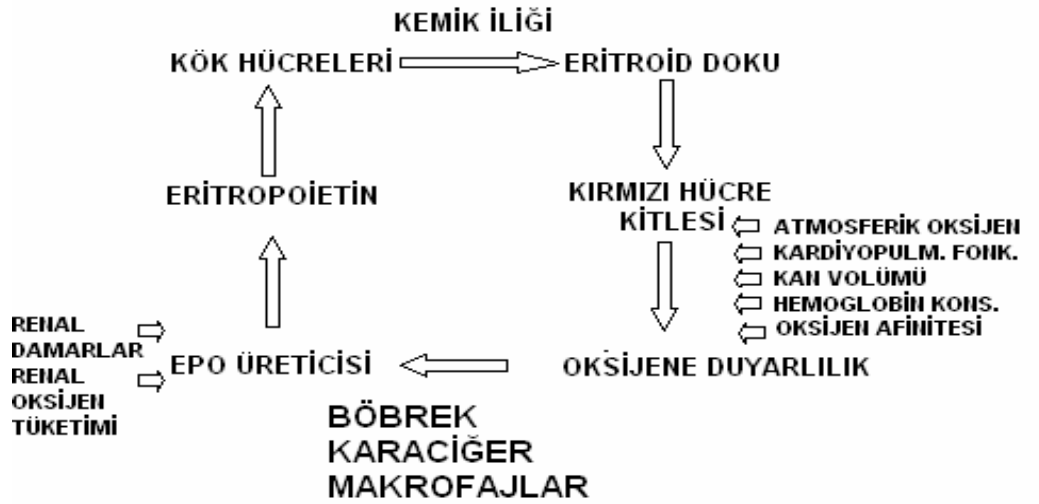 KEMİK İLİĞİ
KÖK HÜCRELERİ
ERİTROİD DOKU
ERİTROPOİETİN
KIRMIZI HÜCRE
KİTLESİ
ATMOSFERİK OKSİJEN
KARDİYOPULM. FONK.
KAN VOLÜMÜ
HEMOGLOBİN KONS.
OKSİJEN AFİNİTESİ
RENAL
DAMARLAR
RENAL
OKSİJEN
TÜKETİMİ
EPO ÜRETİCİSİ
OKSİJENE DUYARLILIK
BÖBREK
KARACİĞER
MAKROFAJLAR